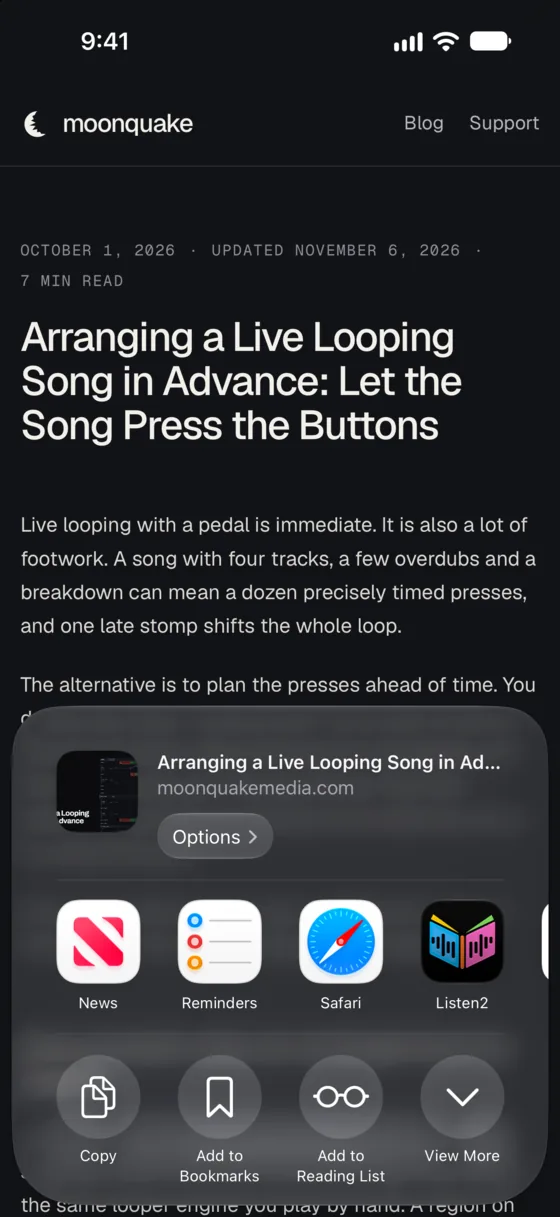 9:41
moonquake
Blog
Support
OCTOBER 1, 2026 · UPDATED NOVEMBER 6, 2026 ·
7 MIN READ
Arranging a Live Looping
Song in Advance: Let the
Song Press the Buttons
Live looping with a pedal is immediate. It is also a lot of
footwork. A song with four tracks, a few overdubs and a
breakdown can mean a dozen precisely timed presses,
and one late stomp shifts the whole loop.
The alternative is to plan the presses ahead of time. You
a Looping
dvance
Arranging a Live Looping Song in Ad...
moonquakemedia.com
Options
News
Reminders
Safari
Listen2
Copy
Add to
Bookmarks
Add to
Reading List
View More
the same looper engine you play by hand. A region on